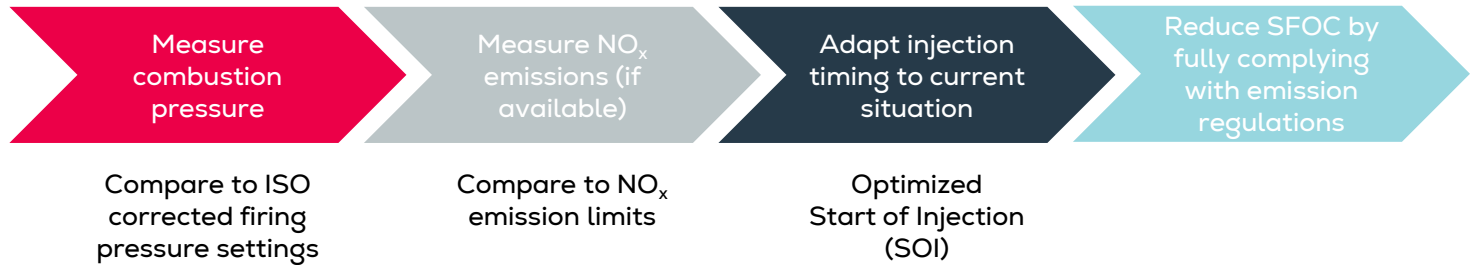 Measure
combustion
pressure
Measure NOₓ
emissions (if
available)
Adapt injection
timing to current
situation
Reduce SFOC by
fully complying
with emission
regulations
Compare to ISO
corrected firing
pressure settings
Compare to NOₓ
emission limits
Optimized
Start of Injection
(SOI)